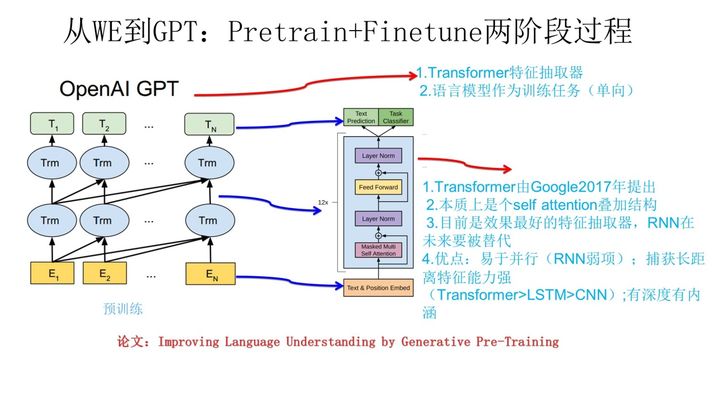 从WE到GPT：Pretrain+Finetune两阶段过程
OpenAI GPT
1.Transformer特征抽取器
2.语言模型作为训练任务（单向）
T1 T2 ... TN
Trm Trm ... Trm
Trm Trm ... Trm
E1 E2 ... EN
预训练
Text Prediction
Task Classifier
Layer Norm
Feed Forward
12x
Layer Norm
Masked Multi Self Attention
Text & Position Embed
1.Transformer由Google2017年提出
2.本质上是个self attention叠加结构
3.目前是效果最好的特征抽取器，RNN在
未来要被替代
4.优点：易于并行（RNN弱项）；捕获长距
离特征能力强
（Transformer>LSTM>CNN）;有深度有内
涵
论文：Improving Language Understanding by Generative Pre-Training